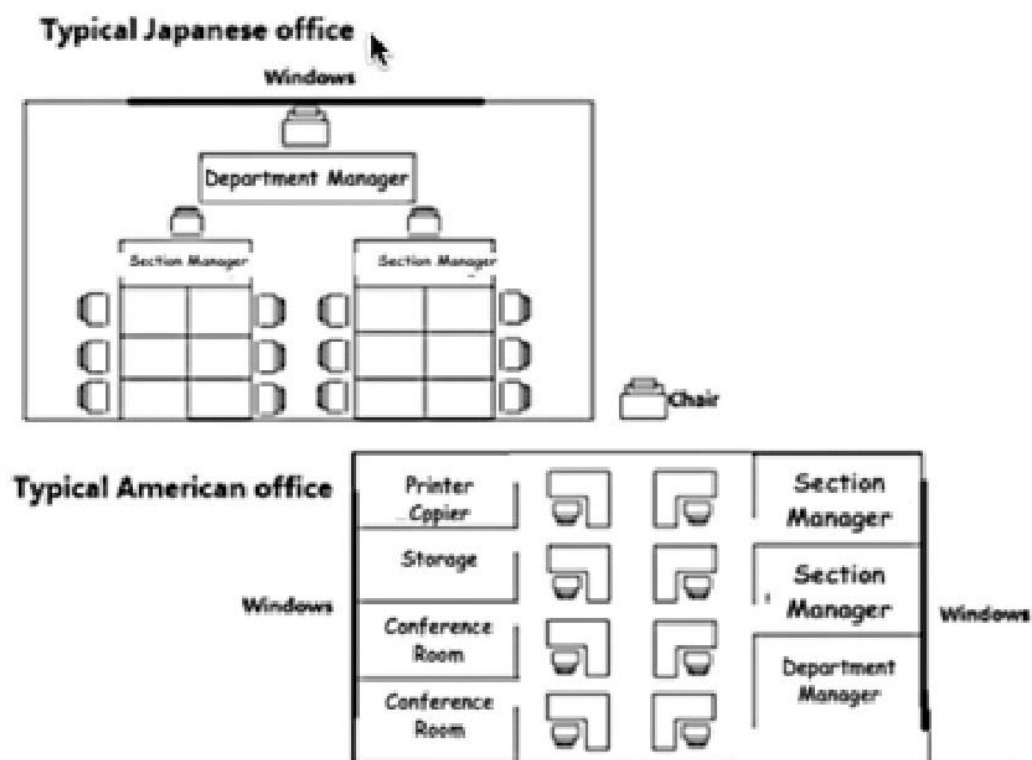 Typical Japanese office
Windows
Department Manager
Section Manager
Section Manager
Chair
Typical American office
Printer
Copier
Storage
Conference
Room
Conference
Room
Section
Manager
Section
Manager
Department
Manager
Windows
Windows